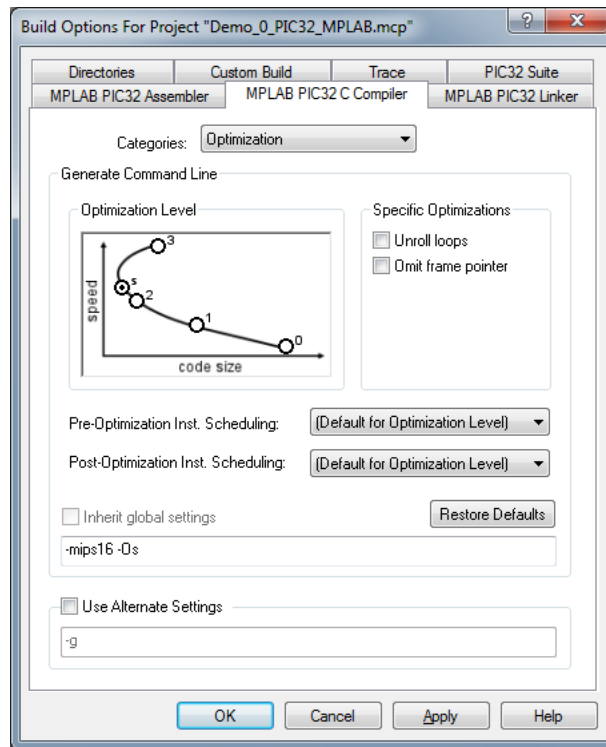 Build Options For Project "Demo_0_PIC32_MPLAB.mcp"
?
Directories Custom Build Trace PIC32 Suite
MPLAB PIC32 Assembler MPLAB PIC32 C Compiler MPLAB PIC32 Linker
Categories: Optimization
Generate Command Line
Optimization Level Specific Optimizations
Unroll loops
Omit frame pointer
speed
3
s
2
1
0
code size
Pre-Optimization Inst. Scheduling: (Default for Optimization Level)
Post-Optimization Inst. Scheduling: (Default for Optimization Level)
Inherit global settings Restore Defaults
-mips16 -Os
Use Alternate Settings
-g
OK Cancel Apply Help